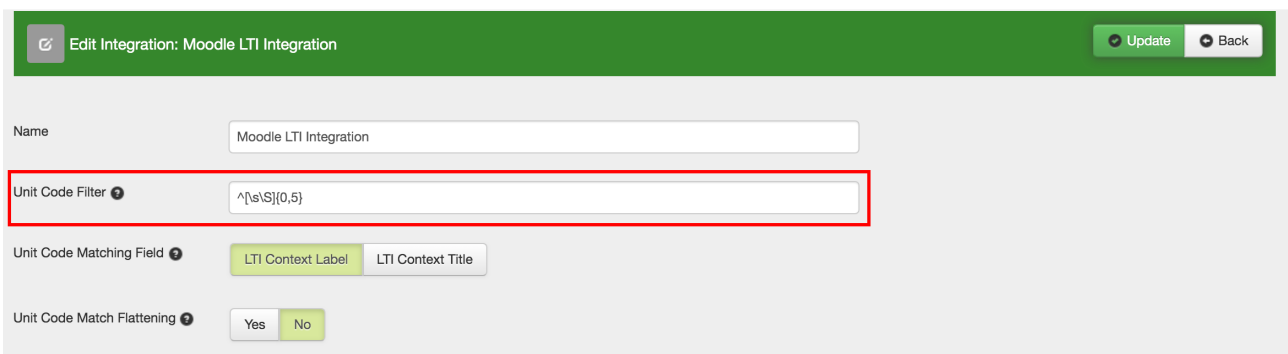 Edit Integration: Moodle LTI Integration
Update
Back
Name
Moodle LTI Integration
Unit Code Filter
^[\s\S]{0,5}
Unit Code Matching Field
LTI Context Label
LTI Context Title
Unit Code Match Flattening
Yes
No